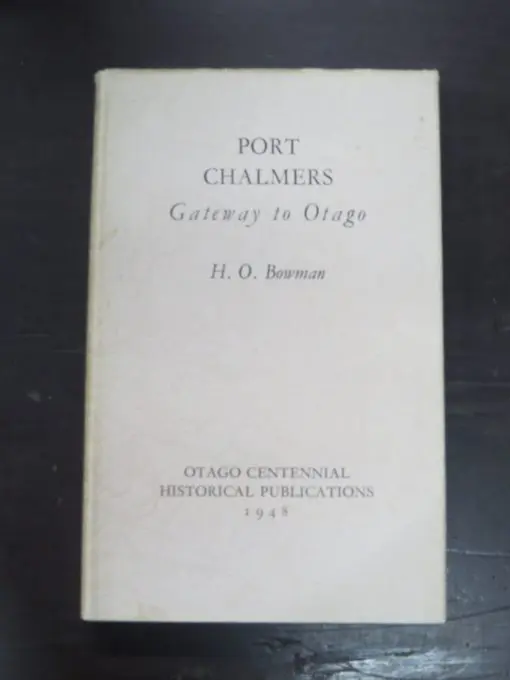 PORT
CHALMERS
Gateway to Otago
H. O. Bowman
OTAGO CENTENNIAL
HISTORICAL PUBLICATIONS
1948